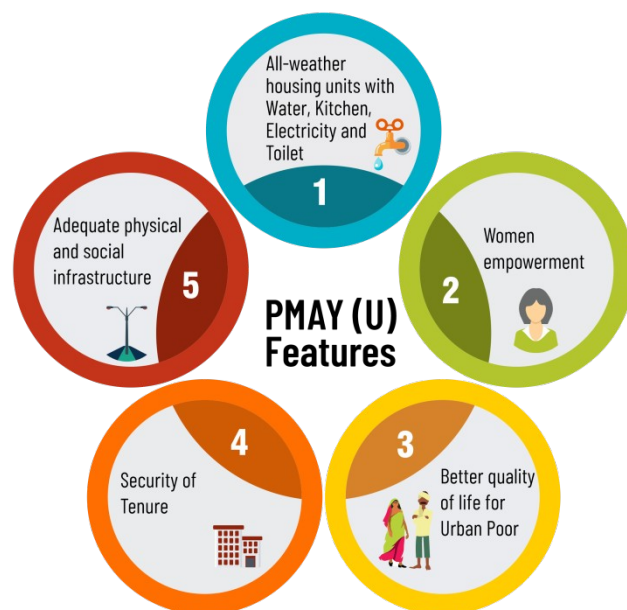 All-weather
housing units with
Water, Kitchen,
Electricity and
Toilet
1
Women
empowerment
2
3
Better quality
of life for
Urban Poor
4
Security of
Tenure
Adequate physical
and social
infrastructure
5
PMAY (U)
Features